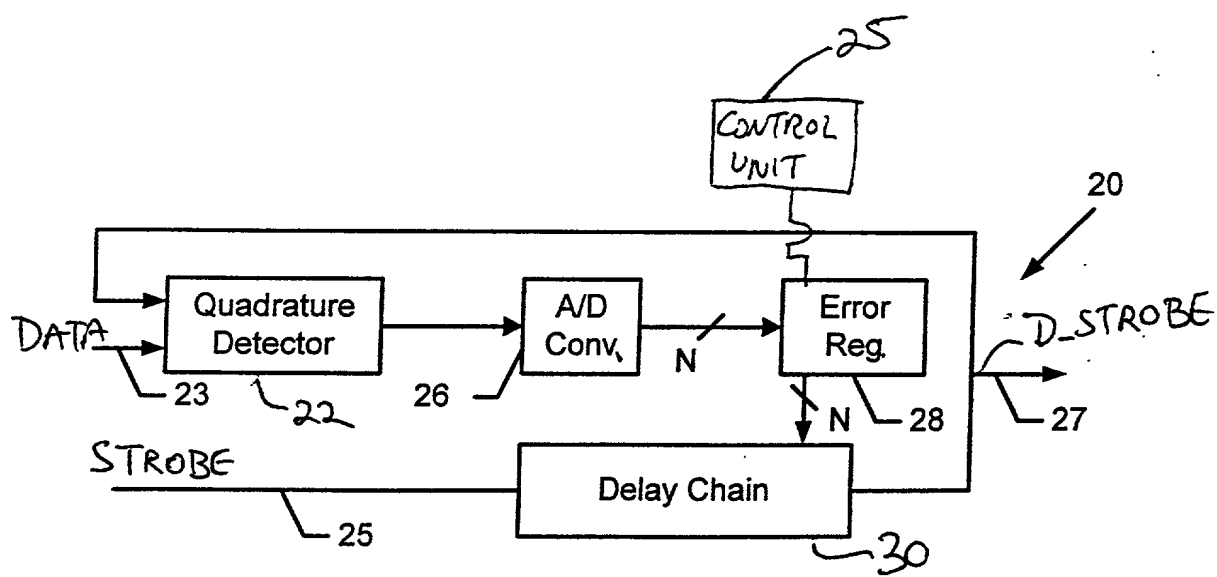 25
CONTROL
UNIT
20
Quadrature
Detector
A/D
Conv.
Error
Reg.
D_STROBE
DATA
23
22
26
N
N
28
27
STROBE
25
Delay Chain
30